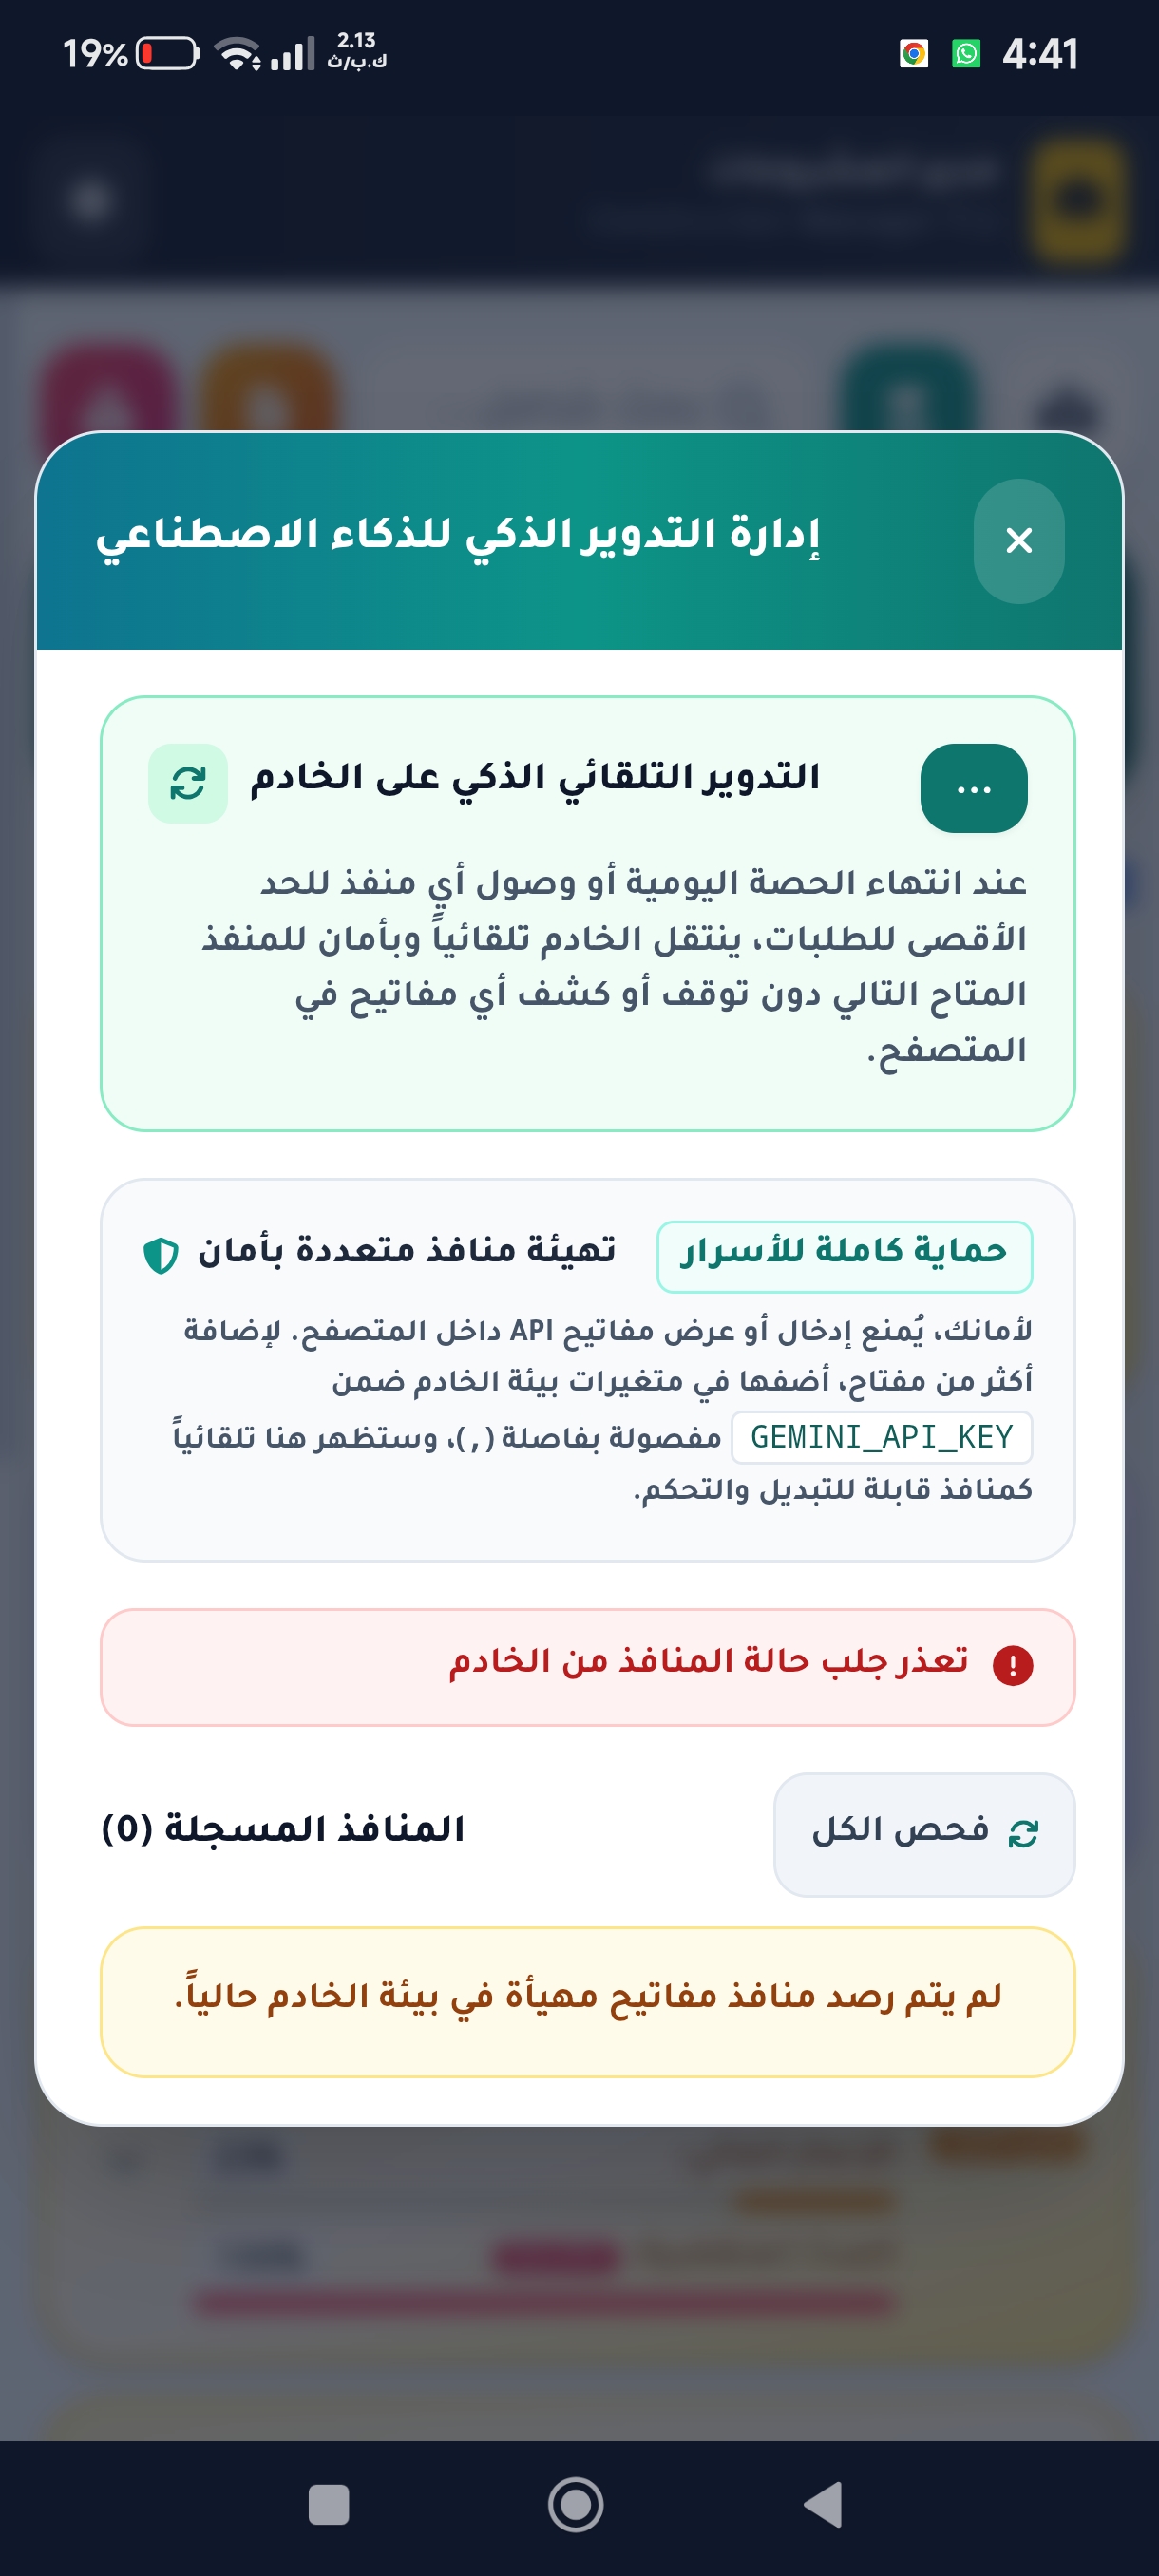 19%
2.13
ك.ب/ث
4:41
إدارة التدوير الذكي للذكاء الاصطناعي
التدوير التلقائي الذكي على الخادم
...
عند انتهاء الحصة اليومية أو وصول أي منفذ للحد
الأقصى للطلبات، ينتقل الخادم تلقائياً وبأمان للمنفذ
المتاح التالي دون توقف أو كشف أي مفاتيح في
المتصفح.
حماية كاملة للأسرار
تهيئة منافذ متعددة بأمان
لأمانك، يُمنع إدخال أو عرض مفاتيح API داخل المتصفح. لإضافة
أكثر من مفتاح، أضفها في متغيرات بيئة الخادم ضمن
GEMINI_API_KEY مفصولة بفاصلة (,)، وستظهر هنا تلقائياً
كمنافذ قابلة للتبديل والتحكم.
تعذر جلب حالة المنافذ من الخادم
فحص الكل
المنافذ المسجلة (0)
لم يتم رصد منافذ مفاتيح مهيأة في بيئة الخادم حالياً.